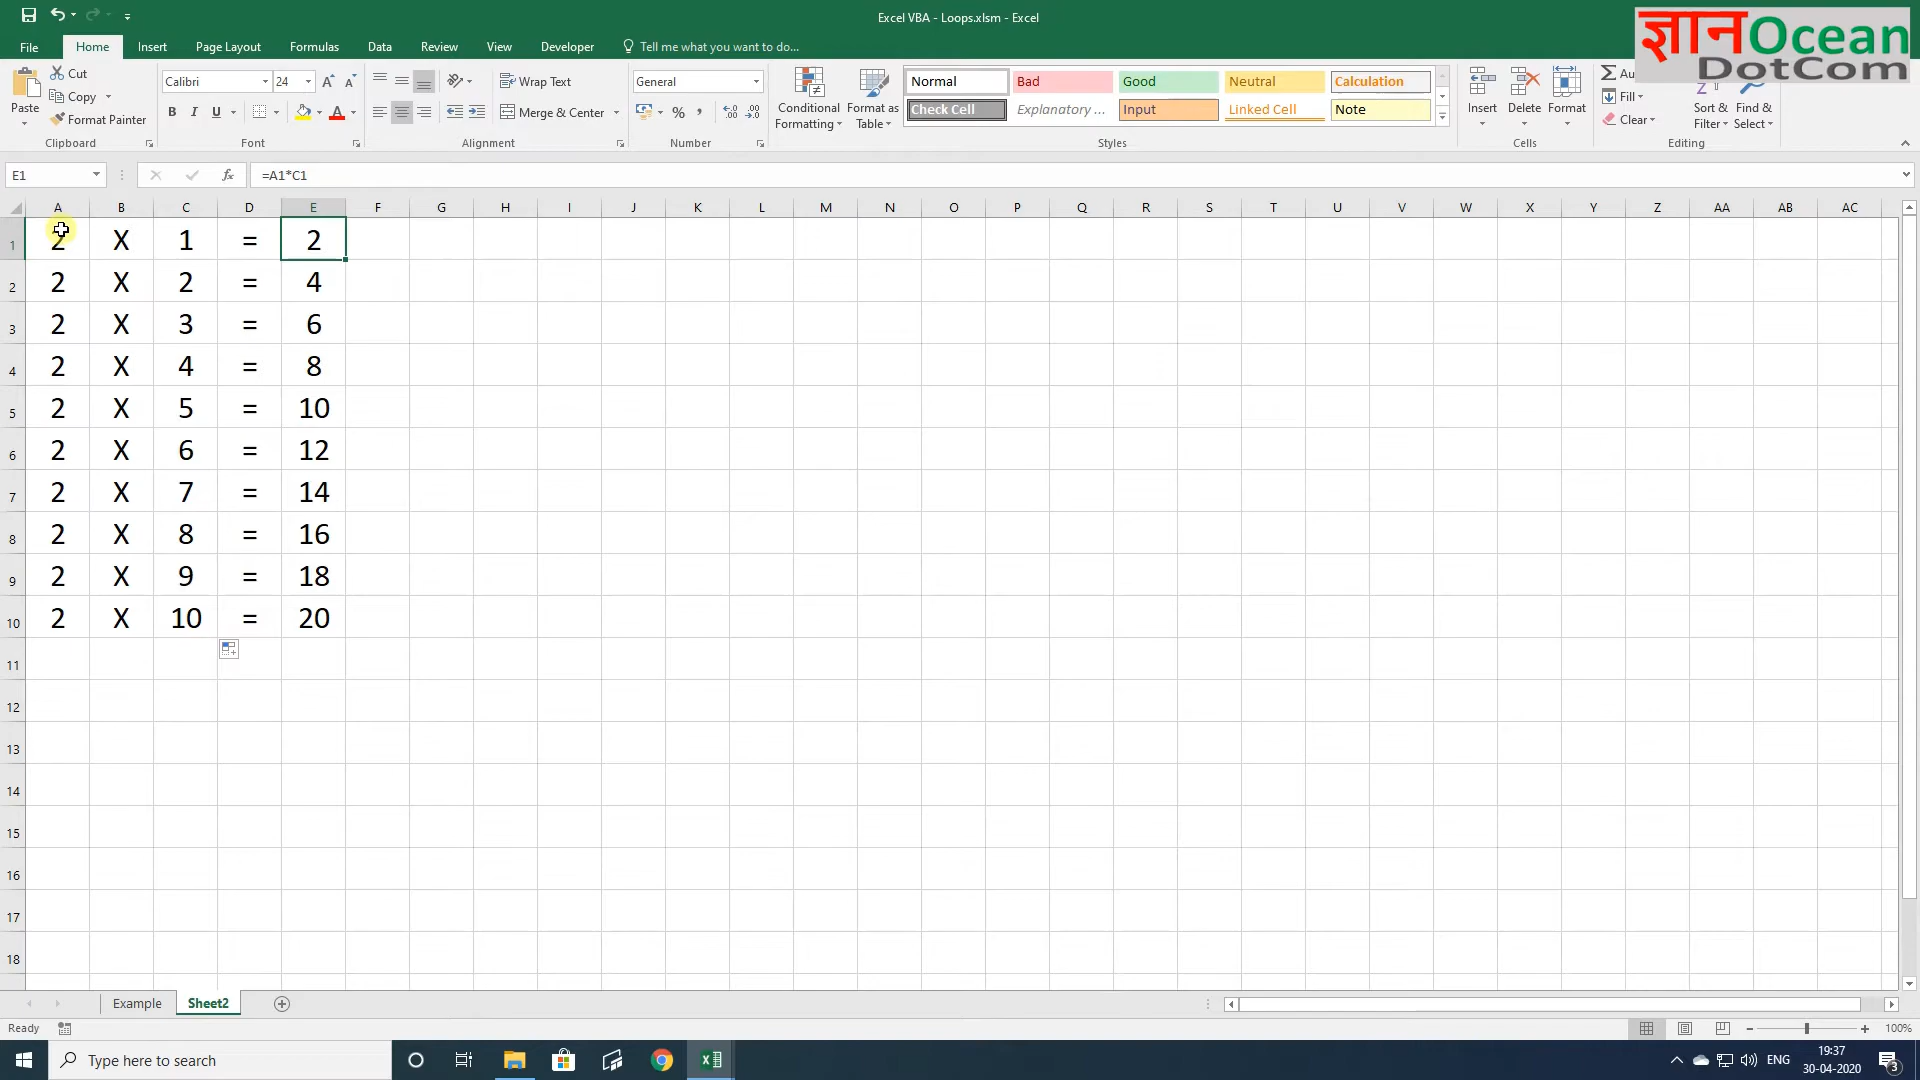 Excel VBA - Loops.xlsm - Excel
ज्ञानOcean
DotCom
File Home Insert Page Layout Formulas Data Review View Developer Tell me what you want to do...
Paste
Cut
Copy
Format Painter
Clipboard
Calibri 24
B I U
Font
Wrap Text
Merge & Center
Alignment
General
Number
Conditional Formatting
Format as Table
Normal Bad Good Neutral Calculation
Check Cell Explanatory ... Input Linked Cell Note
Styles
Insert Delete Format
Cells
Fill
Clear
Sort & Filter
Find & Select
Editing
E1 fx =A1*C1
A B C D E F G H I J K L M N O P Q R S T U V W X Y Z AA AB AC
1 2 X 1 = 2
2 2 X 2 = 4
3 2 X 3 = 6
4 2 X 4 = 8
5 2 X 5 = 10
6 2 X 6 = 12
7 2 X 7 = 14
8 2 X 8 = 16
9 2 X 9 = 18
10 2 X 10 = 20
11
12
13
14
15
16
17
18
Example Sheet2
Ready 100%
Type here to search
ENG 19:37
30-04-2020
3